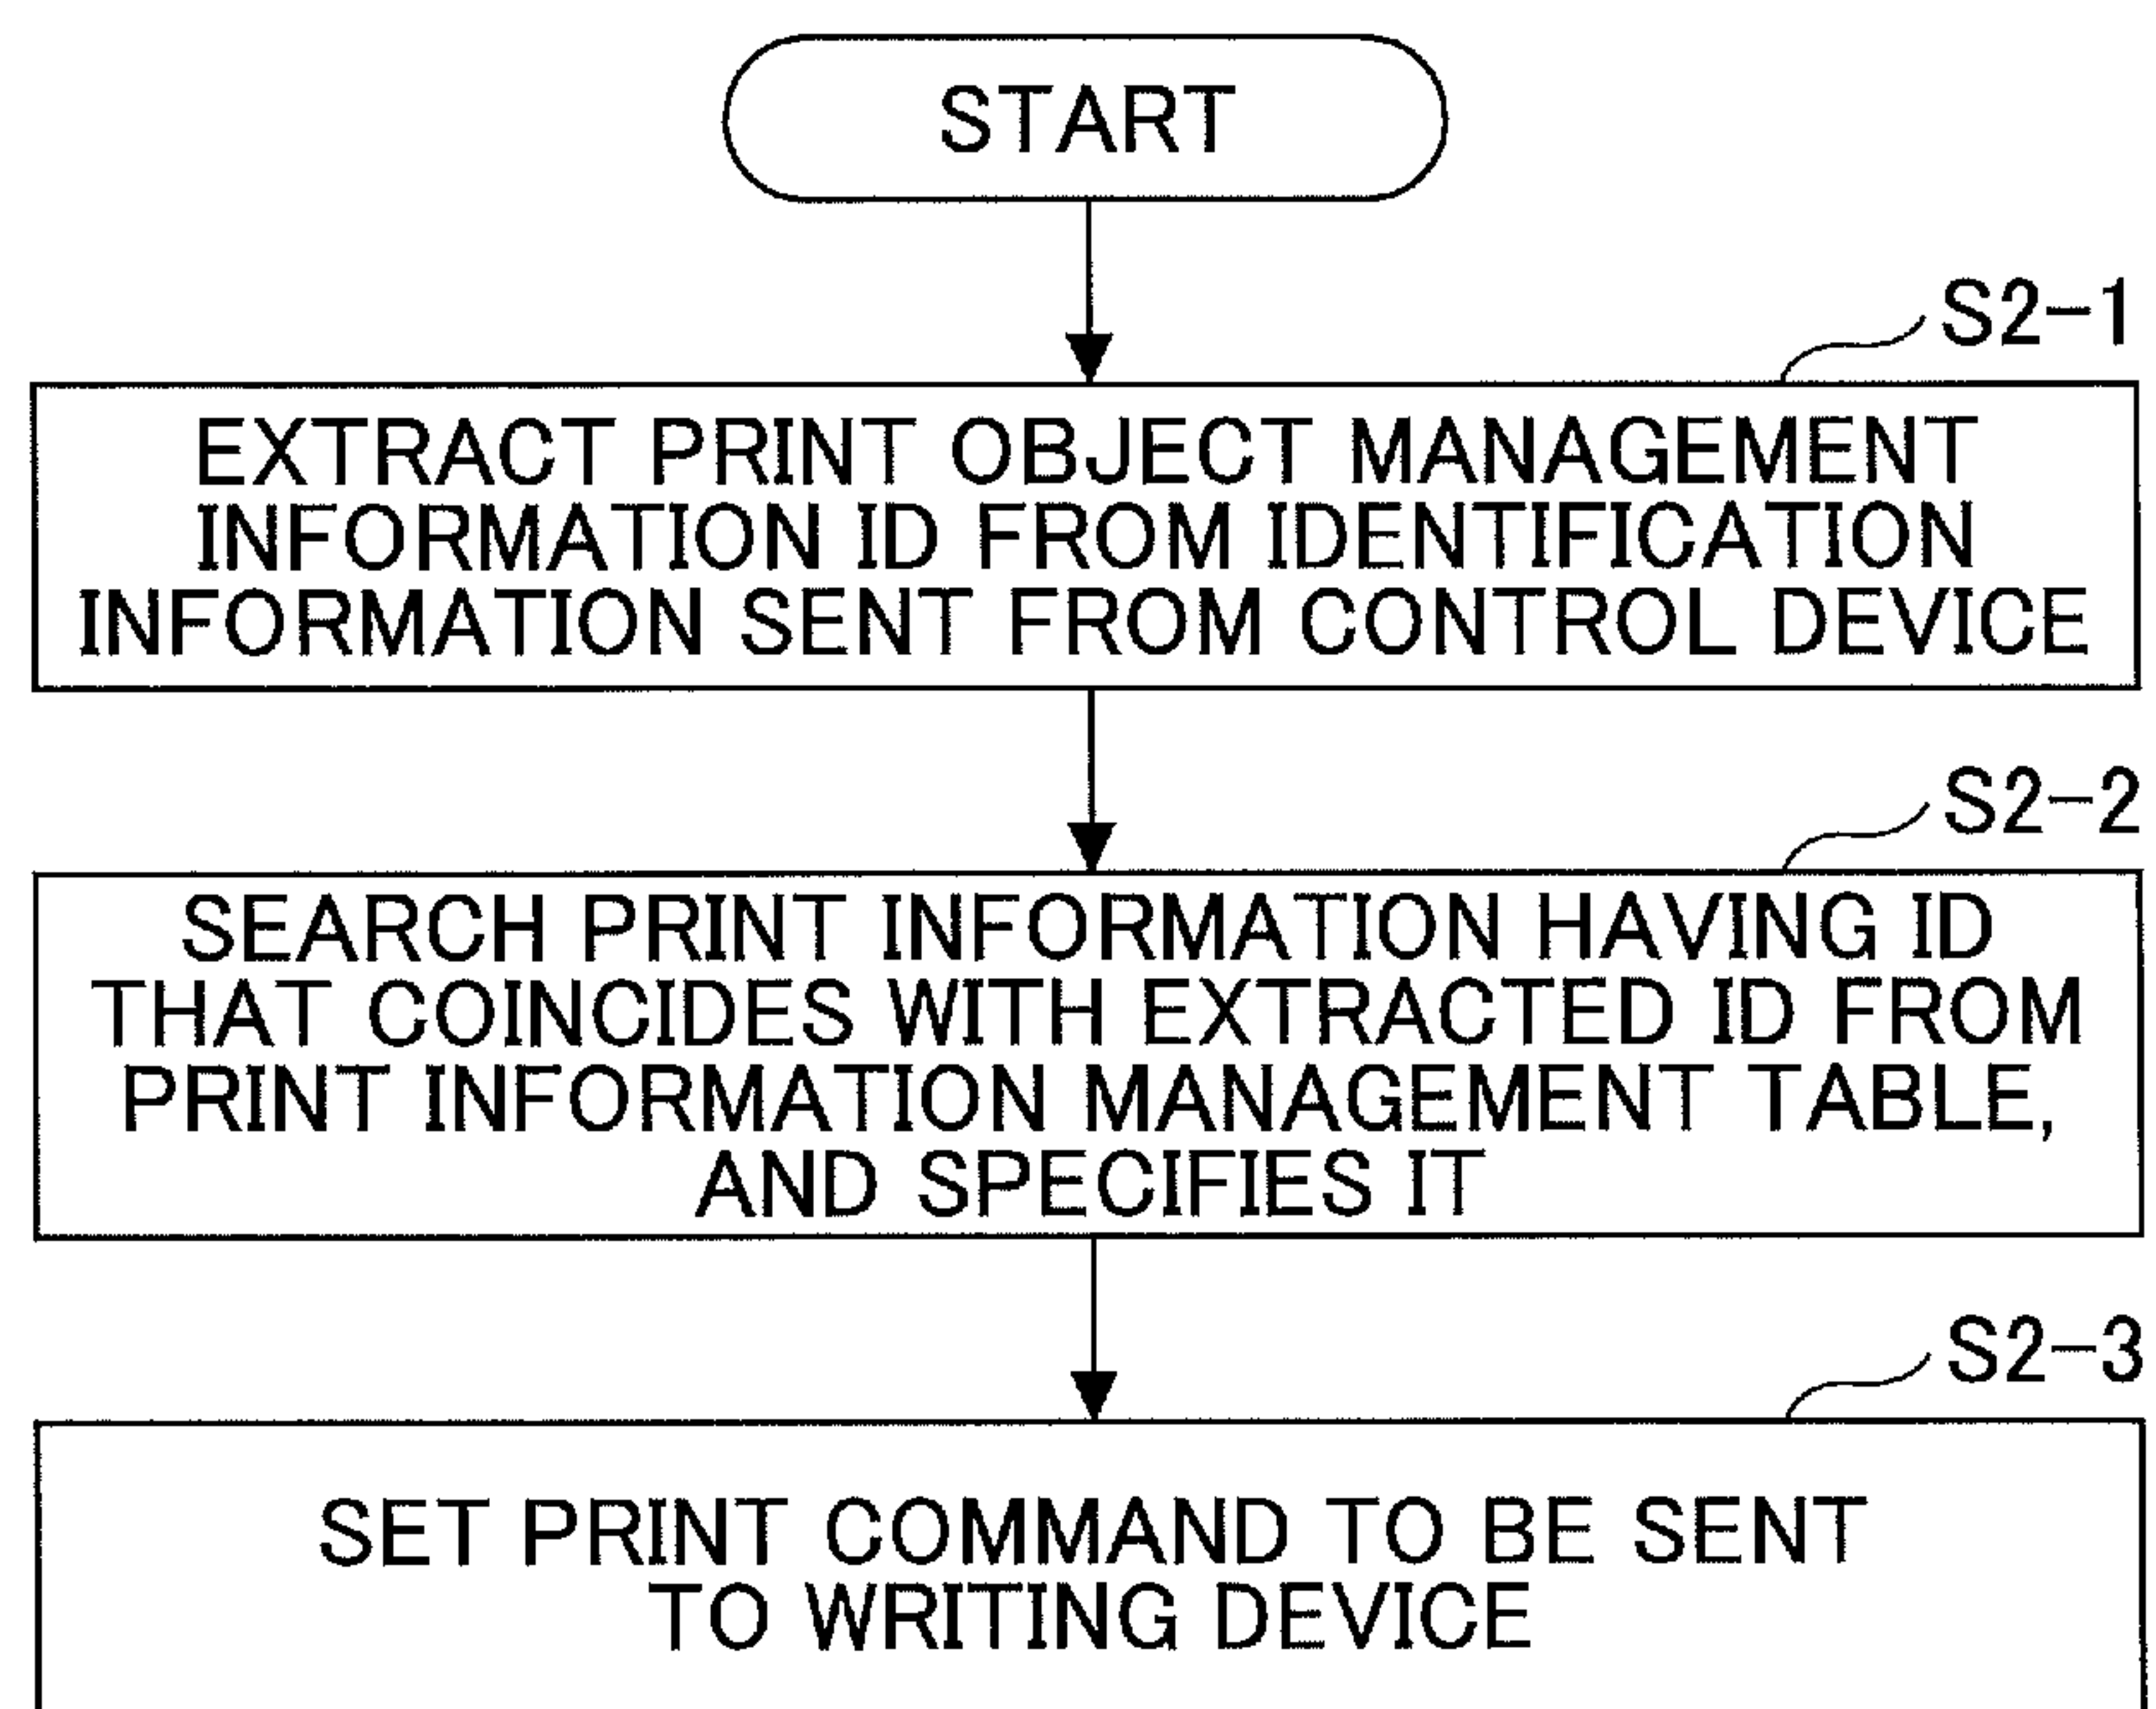 START
S2-1
EXTRACT PRINT OBJECT MANAGEMENT
INFORMATION ID FROM IDENTIFICATION
INFORMATION SENT FROM CONTROL DEVICE
S2-2
SEARCH PRINT INFORMATION HAVING ID
THAT COINCIDES WITH EXTRACTED ID FROM
PRINT INFORMATION MANAGEMENT TABLE,
AND SPECIFIES IT
S2-3
SET PRINT COMMAND TO BE SENT
TO WRITING DEVICE